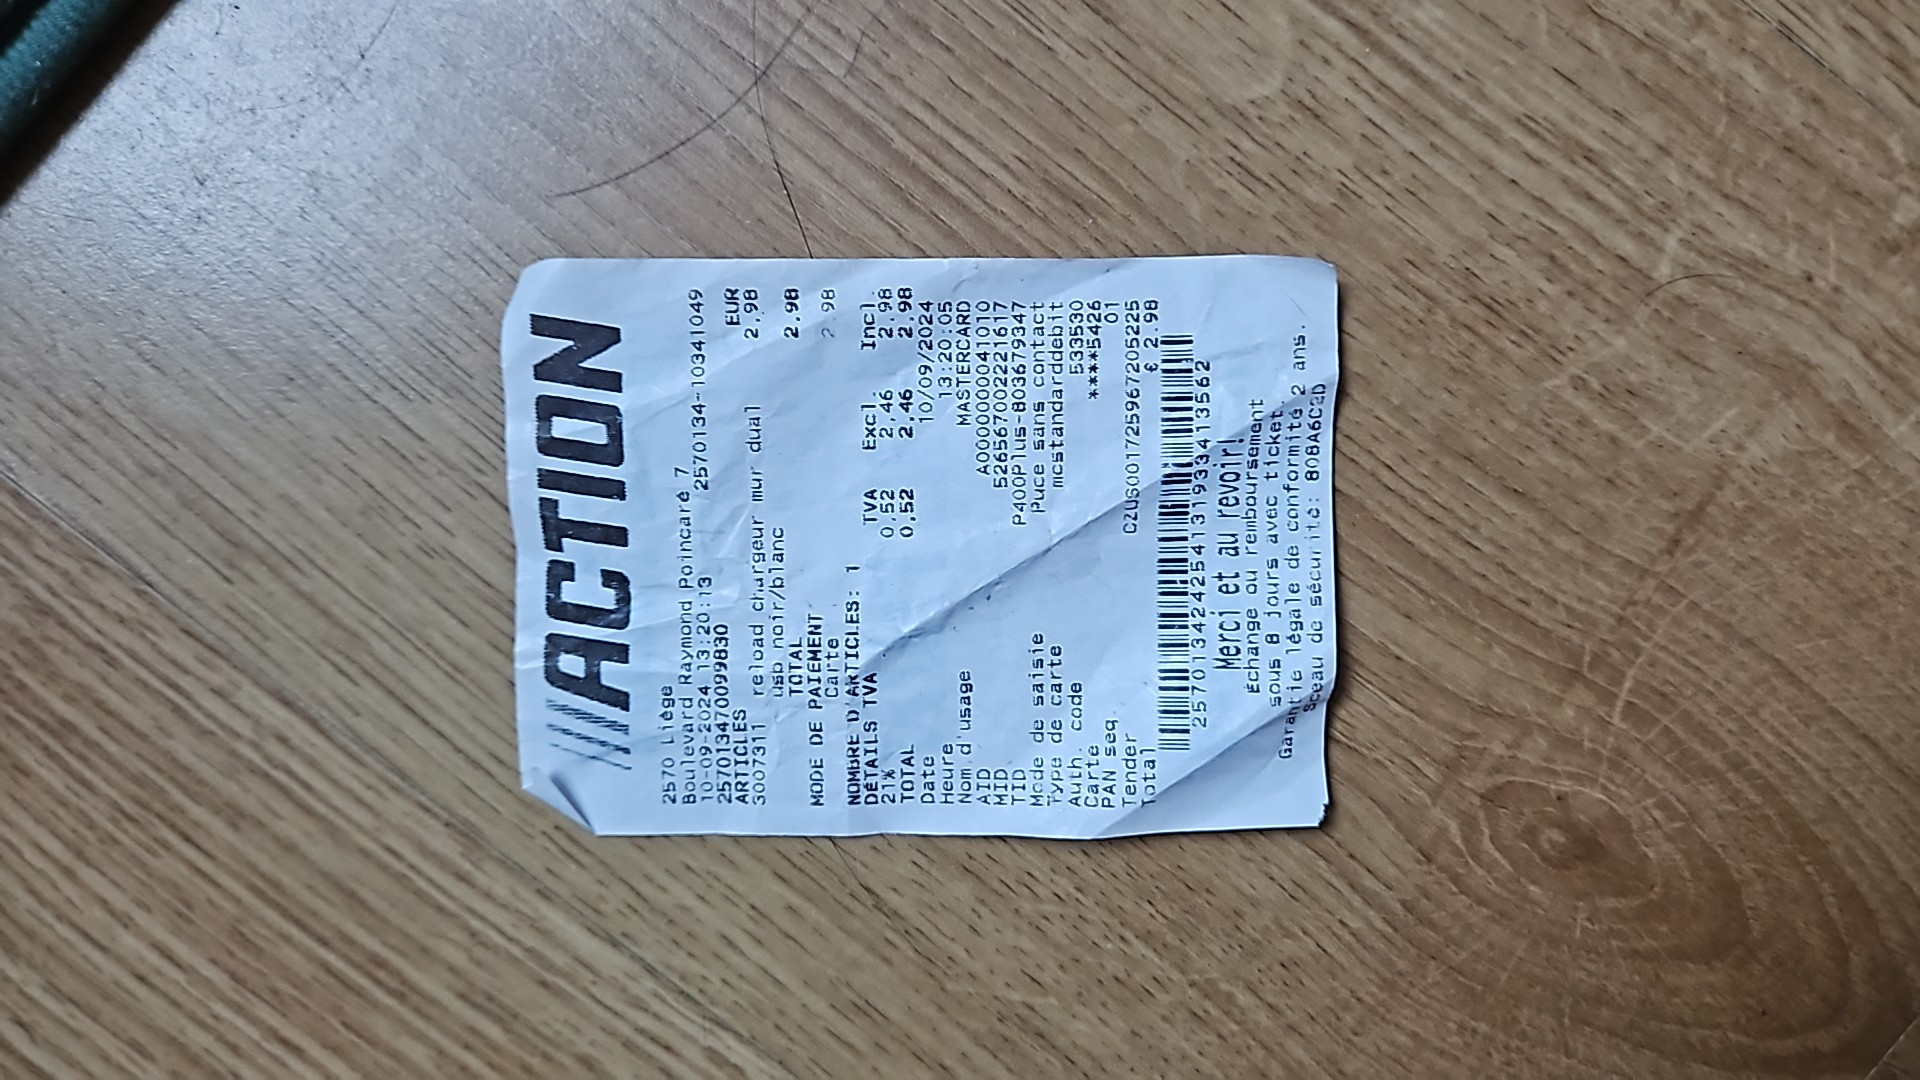 ///ACTION
2570 Liège
Boulevard Raymond Poincaré 7
10-09-2024 13:20:13 2570134-10341049
257013470099830
ARTICLES EUR
3007311 reload chargeur mur dual 2.98
usb noir/blanc
TOTAL 2.98
MODE DE PAIEMENT
Carte 2.98
NOMBRE D'ARTICLES: 1
DÉTAILS TVA TVA Excl. Incl.
21% 0,52 2,46 2,98
TOTAL 0,52 2,46 2,98
Date 10/09/2024
Heure 13:20:05
Nom d'usage MASTERCARD
AID A0000000041010
MID 526567002221617
TID P400Plus-803679347
Mode de saisie Puce sans contact
Type de carte mcstandarddebit
Auth. code 533530
Carte ****5426
PAN seq. 01
Tender CZUS001725967205225
Total € 2.98
257013424254131933413562
Merci et au revoir!
Échange ou remboursement
sous 8 jours avec ticket.
Garantie légale de conformité 2 ans.
Sceau de sécurité: